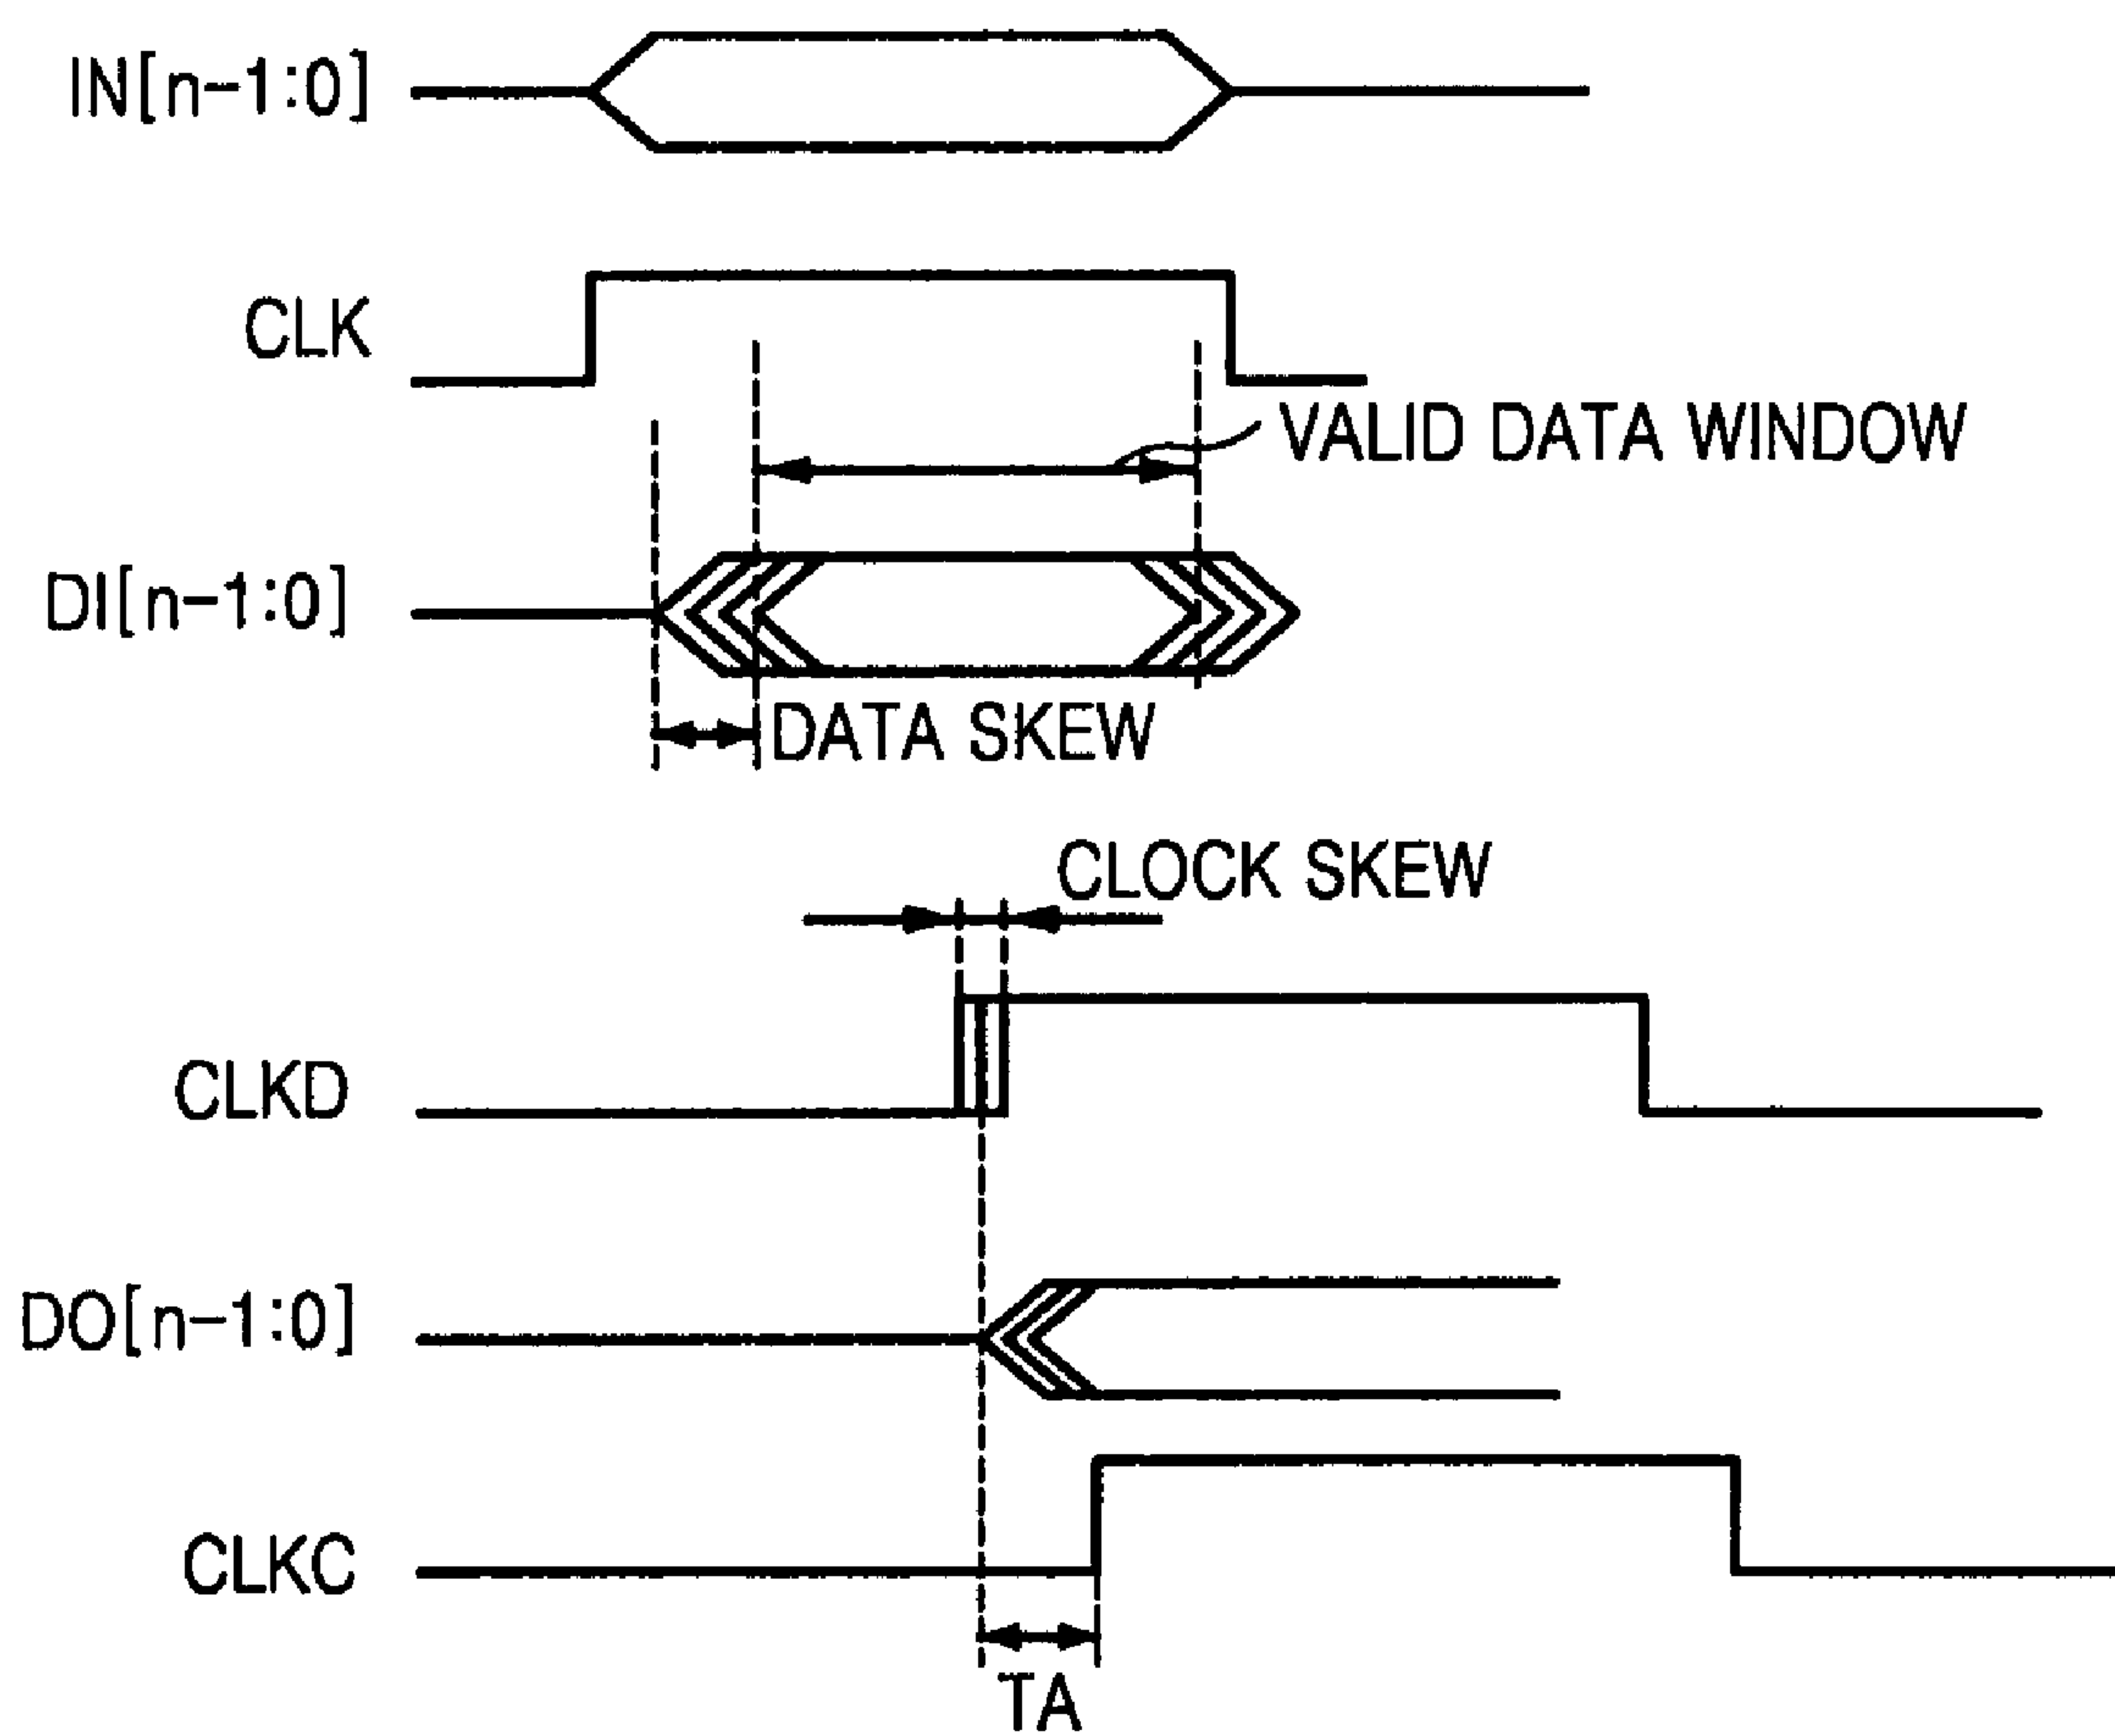 IN[n-1:0]
CLK
VALID DATA WINDOW
DI[n-1:0]
DATA SKEW
CLOCK SKEW
CLKD
DO[n-1:0]
CLKC
TA